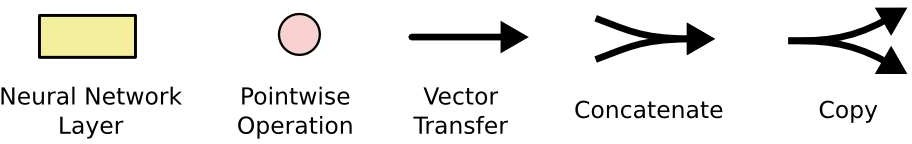 Neural Network
Layer
Pointwise
Operation
Vector
Transfer
Concatenate
Copy